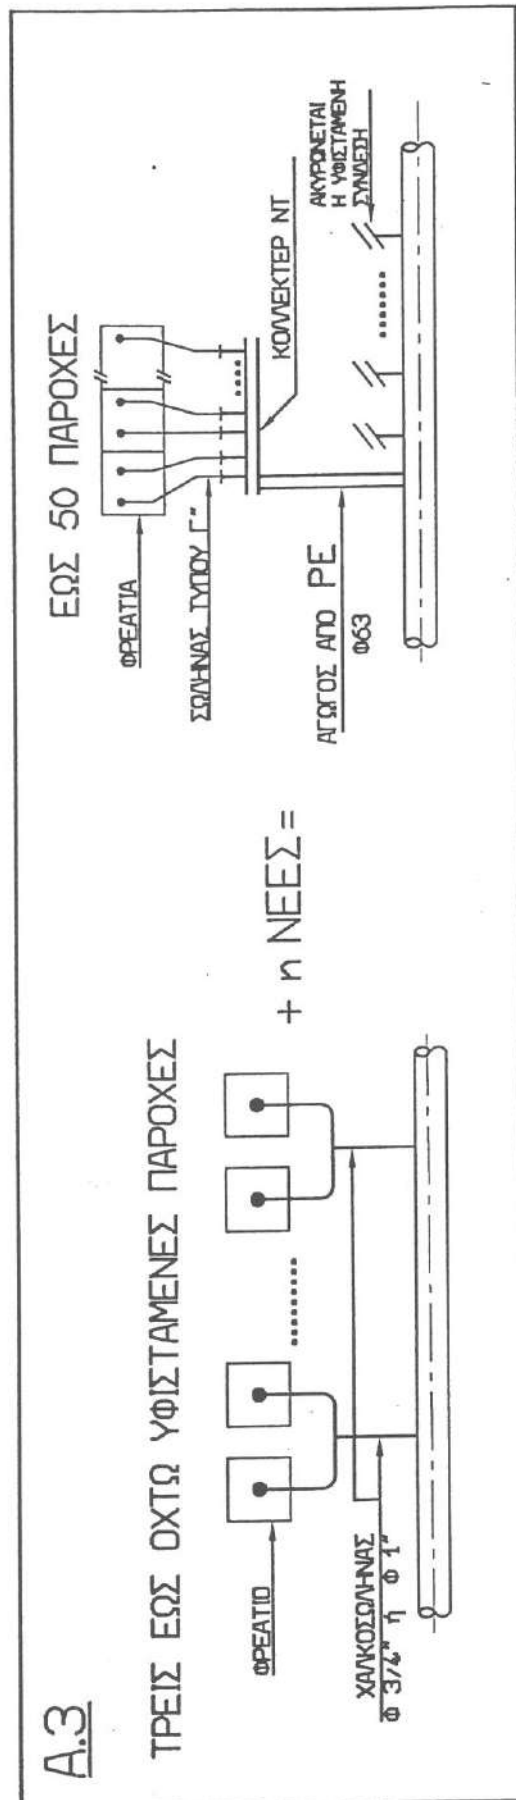 Α.3
ΤΡΕΙΣ ΕΩΣ ΟΧΤΩ ΥΦΙΣΤΑΜΕΝΕΣ ΠΑΡΟΧΕΣ
ΦΡΕΑΤΙΟ
ΧΑΛΚΟΣΩΛΗΝΑΣ
Φ 3/4" ή Φ 1"
+ n ΝΕΕΣ =
ΕΩΣ 50 ΠΑΡΟΧΕΣ
ΦΡΕΑΤΙΑ
ΣΩΛΗΝΑΣ ΤΥΠΟΥ Γ"
ΚΟΛΛΕΚΤΕΡ ΝΤ
ΑΓΩΓΟΣ ΑΠΟ PE
Φ63
ΑΚΥΡΩΝΕΤΑΙ
Η ΥΦΙΣΤΑΜΕΝΗ
ΣΥΝΔΕΣΗ